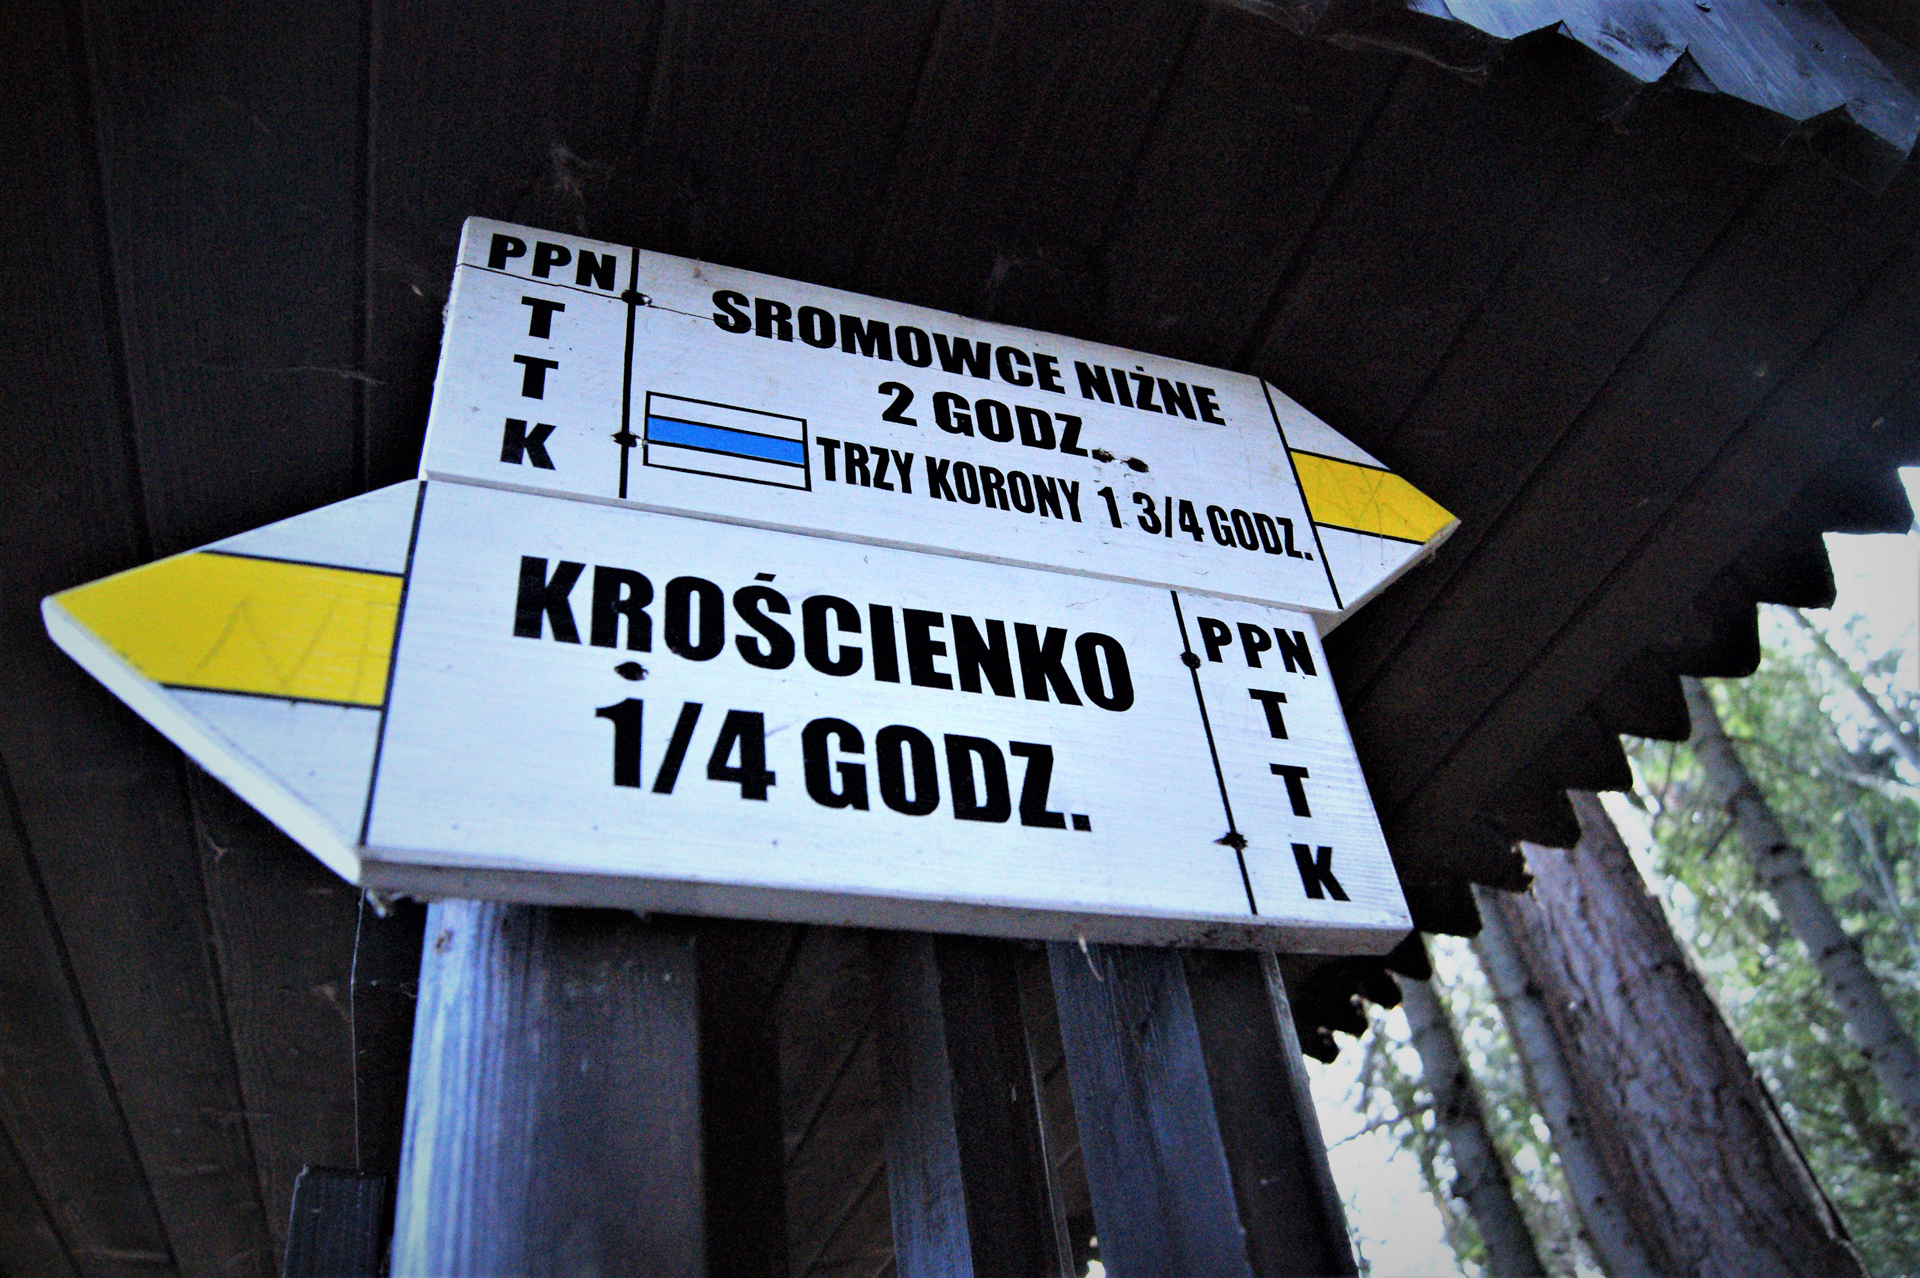 PPN
T
T
K
SROMOWCE NIŻNE
2 GODZ.
TRZY KORONY 1 3/4 GODZ.
KROŚCIENKO
1/4 GODZ.
PPN
T
T
K